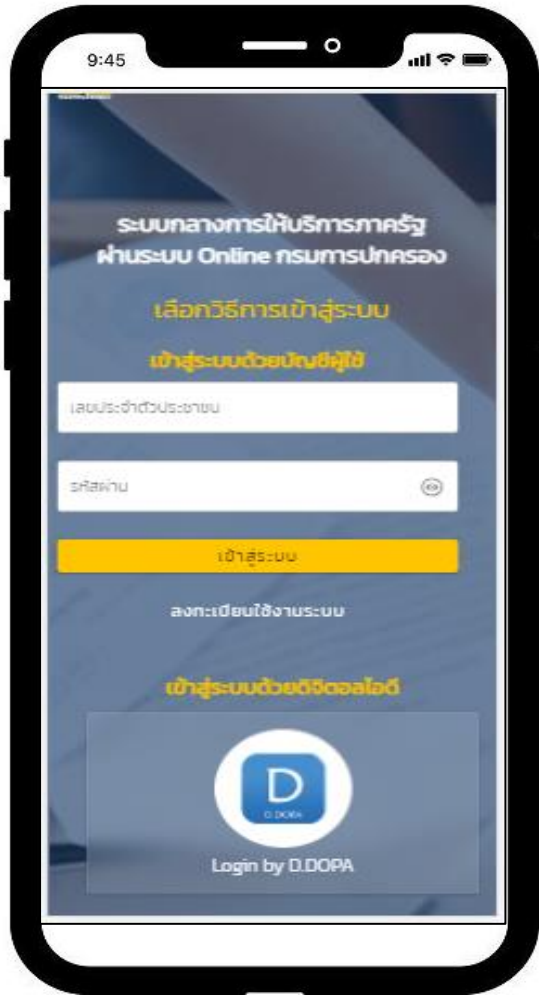 9:45
ระบบกลางการให้บริการภาครัฐ
ผ่านระบบ Online กรมการปกครอง
เลือกวิธีการเข้าสู่ระบบ
เข้าสู่ระบบด้วยบัญชีผู้ใช้
เลขประจำตัวประชาชน
รหัสผ่าน
เข้าสู่ระบบ
ลงทะเบียนใช้งานระบบ
เข้าสู่ระบบด้วยดิจิตอลไอดี
D
D.DOPA
Login by D.DOPA